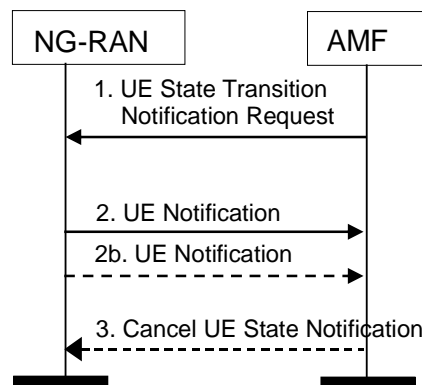 NG-RAN
AMF
1. UE State Transition
Notification Request
2. UE Notification
2b. UE Notification
3. Cancel UE State Notification